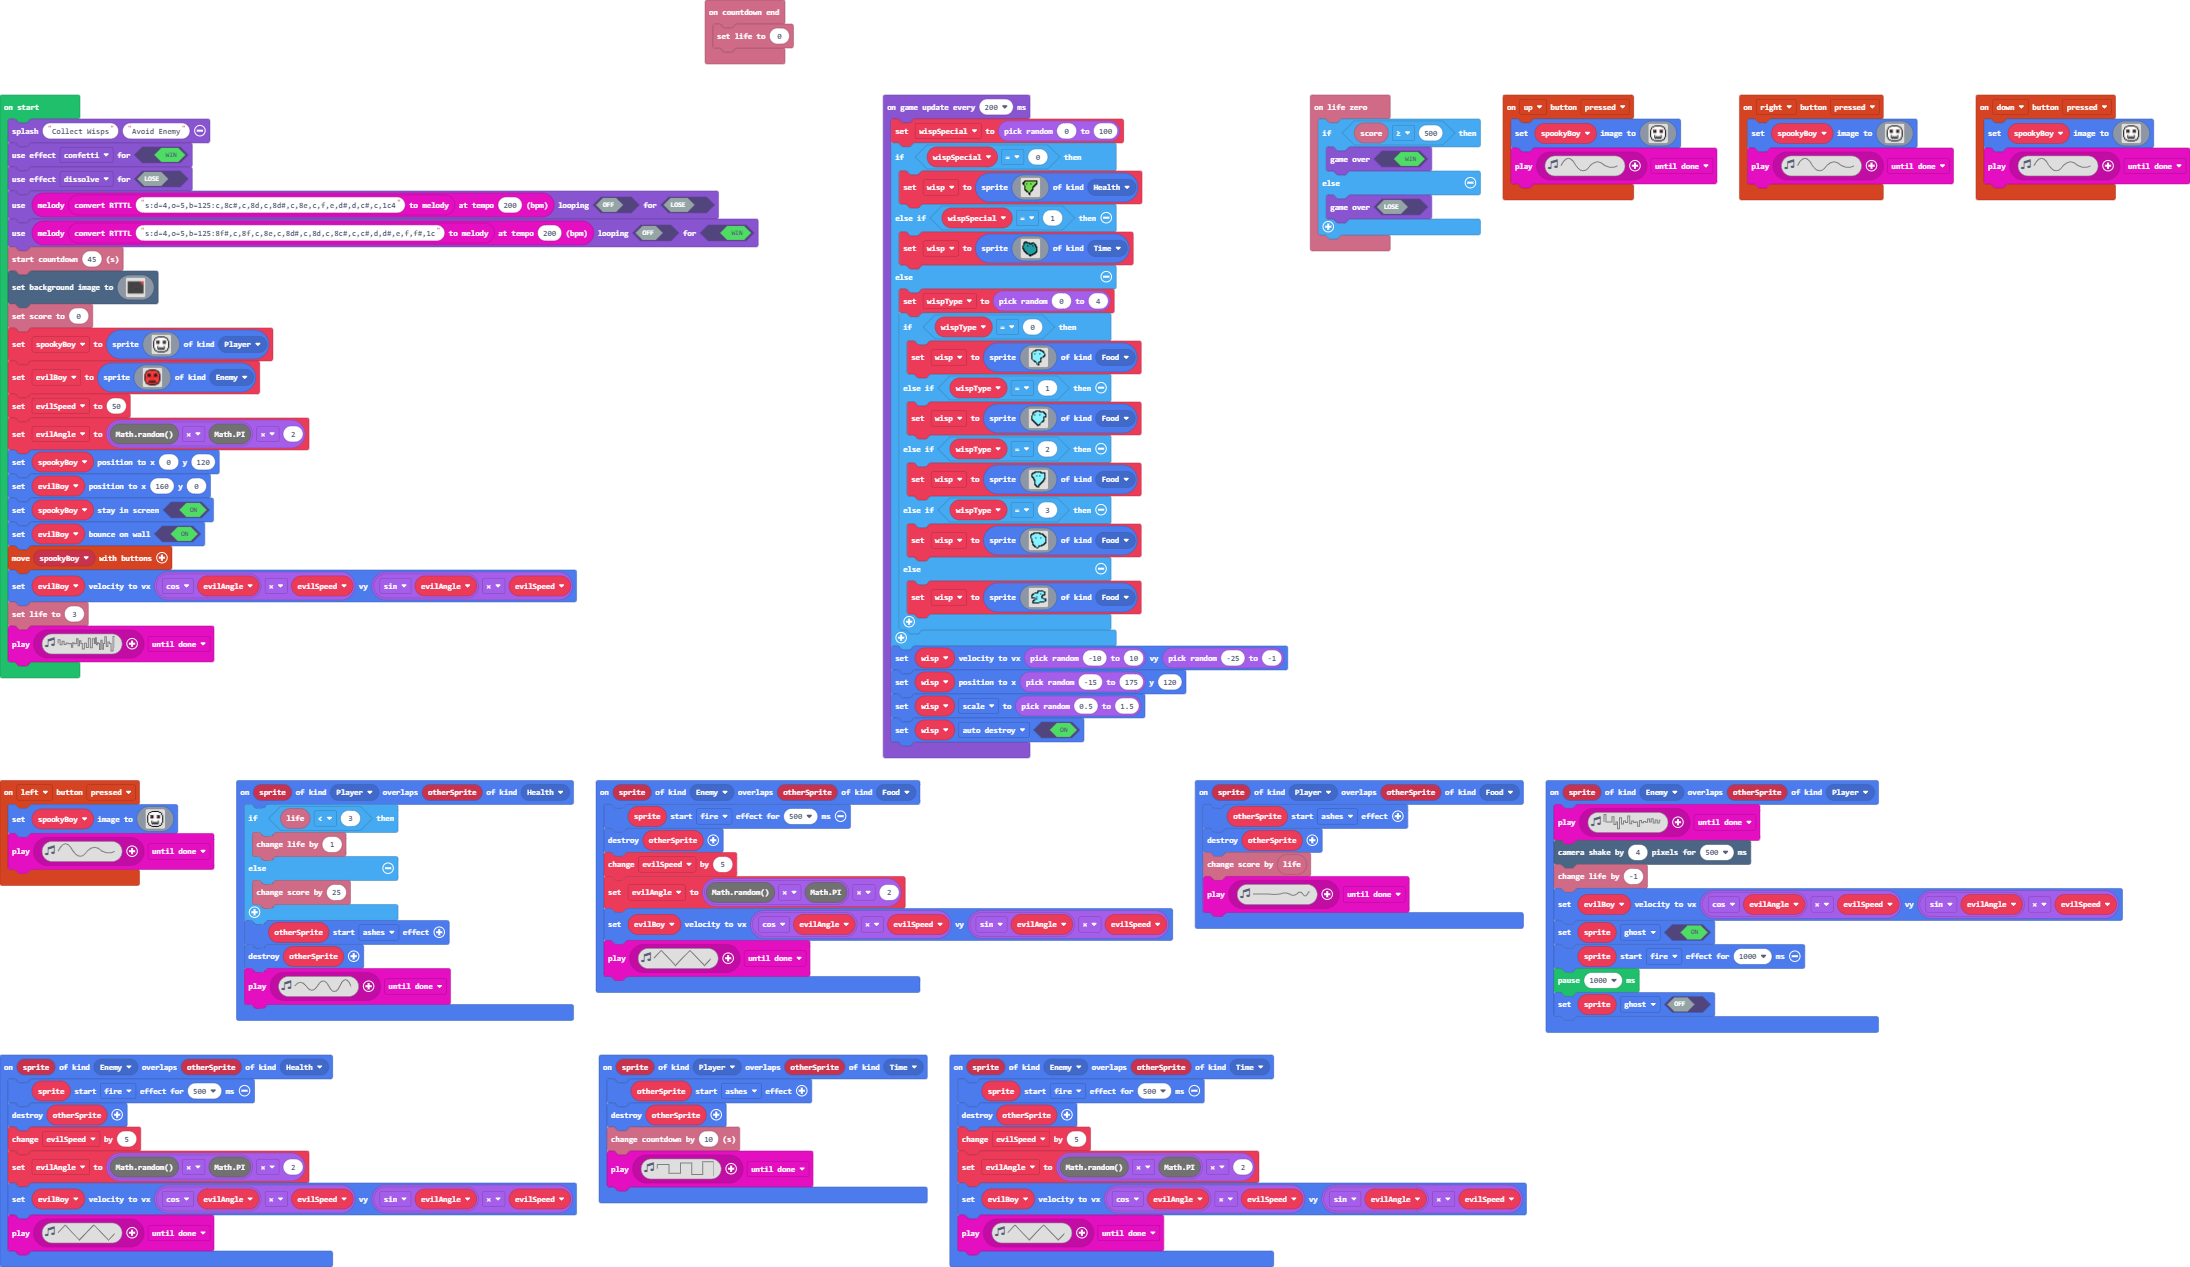 on countdown end
set life to 0
on start
splash "Collect Wisps" "Avoid Enemy"
use effect confetti for WIN
use effect dissolve for LOSE
use melody convert RTTTL "s:d=4,o=5,b=125:c,8c#,c,8d,c,8d#,c,8e,c,f,e,d#,d,c#,c,1c4" to melody at tempo 200 (bpm) looping OFF for LOSE
use melody convert RTTTL "s:d=4,o=5,b=125:8f#,c,8f,c,8e,c,8d#,c,8d,c,8c#,c,c#,d,d#,e,f,f#,1c" to melody at tempo 200 (bpm) looping OFF for WIN
start countdown 45 (s)
set background image to
set score to 0
set spookyBoy to sprite of kind Player
set evilBoy to sprite of kind Enemy
set evilSpeed to 50
set evilAngle to Math.random() × Math.PI × 2
set spookyBoy position to x 0 y 120
set evilBoy position to x 160 y 0
set spookyBoy stay in screen ON
set evilBoy bounce on wall ON
move spookyBoy with buttons
set evilBoy velocity to vx cos evilAngle × evilSpeed vy sin evilAngle × evilSpeed
set life to 3
play until done
on game update every 200 ms
set wispSpecial to pick random 0 to 100
if wispSpecial = 0 then
set wisp to sprite of kind Health
else if wispSpecial = 1 then
set wisp to sprite of kind Time
else
set wispType to pick random 0 to 4
if wispType = 0 then
set wisp to sprite of kind Food
else if wispType = 1 then
set wisp to sprite of kind Food
else if wispType = 2 then
set wisp to sprite of kind Food
else if wispType = 3 then
set wisp to sprite of kind Food
else
set wisp to sprite of kind Food
set wisp velocity to vx pick random -10 to 10 vy pick random -25 to -1
set wisp position to x pick random -15 to 175 y 120
set wisp scale to pick random 0.5 to 1.5
set wisp auto destroy ON
on life zero
if score ≥ 500 then
game over WIN
else
game over LOSE
on up button pressed
set spookyBoy image to
play until done
on right button pressed
set spookyBoy image to
play until done
on down button pressed
set spookyBoy image to
play until done
on left button pressed
set spookyBoy image to
play until done
on sprite of kind Player overlaps otherSprite of kind Health
if life < 3 then
change life by 1
else
change score by 25
otherSprite start ashes effect
destroy otherSprite
play until done
on sprite of kind Enemy overlaps otherSprite of kind Food
sprite start fire effect for 500 ms
destroy otherSprite
change evilSpeed by 5
set evilAngle to Math.random() × Math.PI × 2
set evilBoy velocity to vx cos evilAngle × evilSpeed vy sin evilAngle × evilSpeed
play until done
on sprite of kind Player overlaps otherSprite of kind Food
otherSprite start ashes effect
destroy otherSprite
change score by life
play until done
on sprite of kind Enemy overlaps otherSprite of kind Player
play until done
camera shake by 4 pixels for 500 ms
change life by -1
set evilBoy velocity to vx cos evilAngle × evilSpeed vy sin evilAngle × evilSpeed
set sprite ghost ON
sprite start fire effect for 1000 ms
pause 1000 ms
set sprite ghost OFF
on sprite of kind Enemy overlaps otherSprite of kind Health
sprite start fire effect for 500 ms
destroy otherSprite
change evilSpeed by 5
set evilAngle to Math.random() × Math.PI × 2
set evilBoy velocity to vx cos evilAngle × evilSpeed vy sin evilAngle × evilSpeed
play until done
on sprite of kind Player overlaps otherSprite of kind Time
otherSprite start ashes effect
destroy otherSprite
change countdown by 10 (s)
play until done
on sprite of kind Enemy overlaps otherSprite of kind Time
sprite start fire effect for 500 ms
destroy otherSprite
change evilSpeed by 5
set evilAngle to Math.random() × Math.PI × 2
set evilBoy velocity to vx cos evilAngle × evilSpeed vy sin evilAngle × evilSpeed
play until done